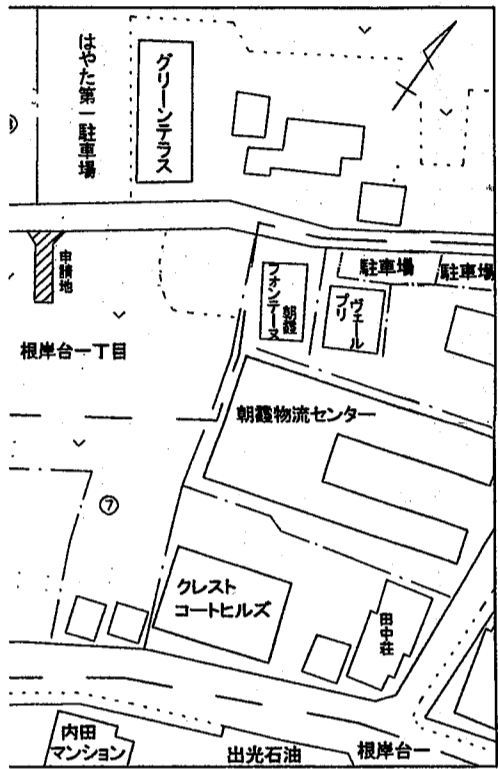 はやた第一駐車場
グリーンテラス
申請地
根岸台一丁目
朝霞
フォンテーヌ
ヴェール
プリ
駐車場
駐車場
朝霞物流センター
⑦
クレスト
コートヒルズ
田中荘
内田
マンション
出光石油
根岸台一